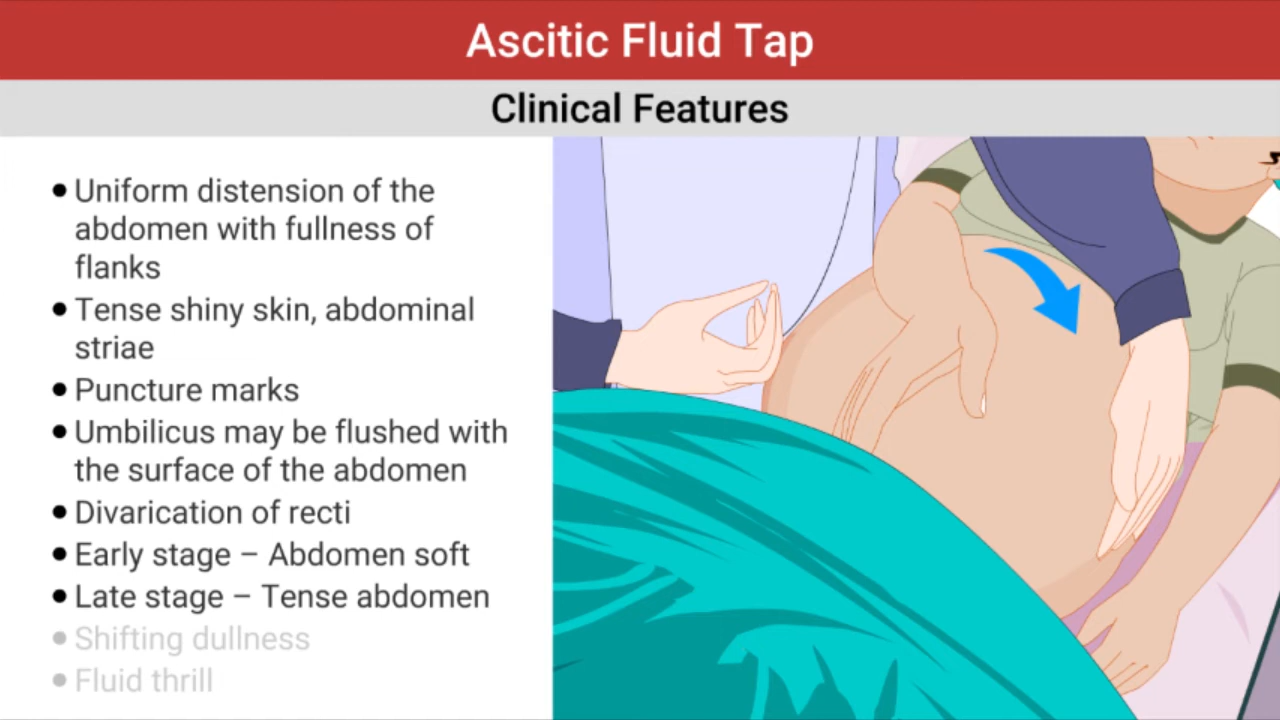 Ascitic Fluid Tap
Clinical Features
• Uniform distension of the
abdomen with fullness of
flanks
• Tense shiny skin, abdominal
striae
• Puncture marks
• Umbilicus may be flushed with
the surface of the abdomen
• Divarication of recti
• Early stage – Abdomen soft
• Late stage – Tense abdomen
• Shifting dullness
• Fluid thrill